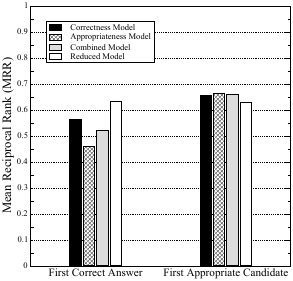 Mean Reciprocal Rank (MRR)
1
0.9
0.8
0.7
0.6
0.5
0.4
0.3
0.2
0.1
0
Correctness Model
Appropriateness Model
Combined Model
Reduced Model
First Correct Answer
First Appropriate Candidate